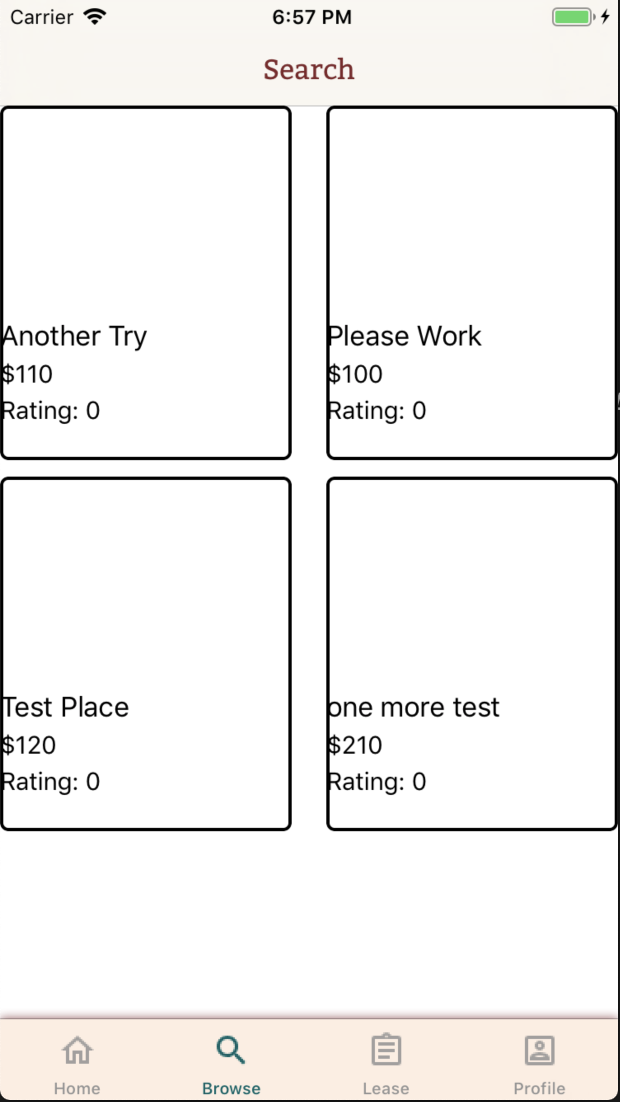 Carrier 6:57 PM
Search
Another Try
$110
Rating: 0
Please Work
$100
Rating: 0
Test Place
$120
Rating: 0
one more test
$210
Rating: 0
Home Browse Lease Profile